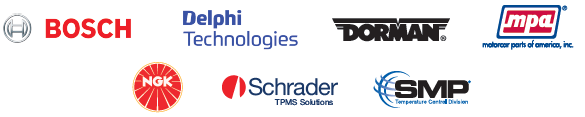 BOSCH
Delphi
Technologies
DORMAN®
mpa®
motorcar parts of america, inc.
NGK
Schrader
TPMS Solutions
SMP®
Temperature Control Division